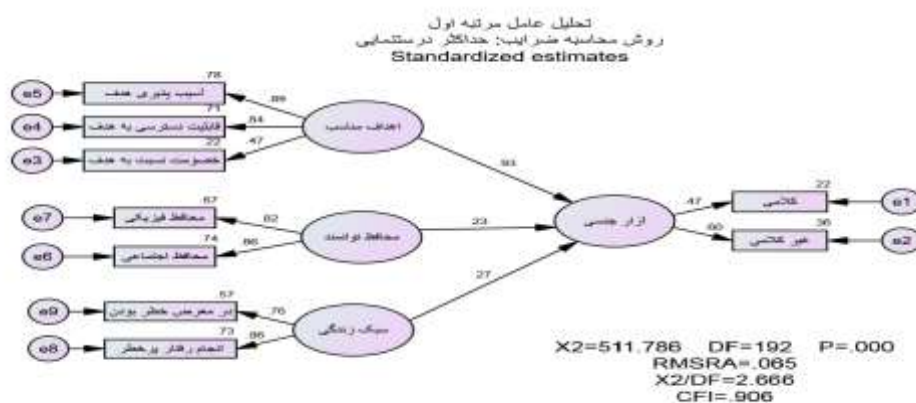 تحلیل عامل مرتبه اول
روش محاسبه ضرایب: حداکثر درستنمایی
Standardized estimates
e5
آسیب پذیری هدف
.78
.89
e4
قابلیت دسترسی به هدف
.71
.84
اهداف مناسب
e3
خصوصت نسبت به هدف
.22
.47
.93
e7
محافظ فیزیکی
.67
.82
محافظ توانمند
.23
e6
محافظ اجتماعی
.74
.86
آزار جنسی
.47
کلامی
.22
e1
.60
غیر کلامی
.36
e2
e9
در معرض خطر بودن
.57
.76
سبک زندگی
.27
e8
انجام رفتار پرخطر
.73
.86
X2=511.786 DF=192 P=.000
RMSRA=.065
X2/DF=2.666
CFI=.906